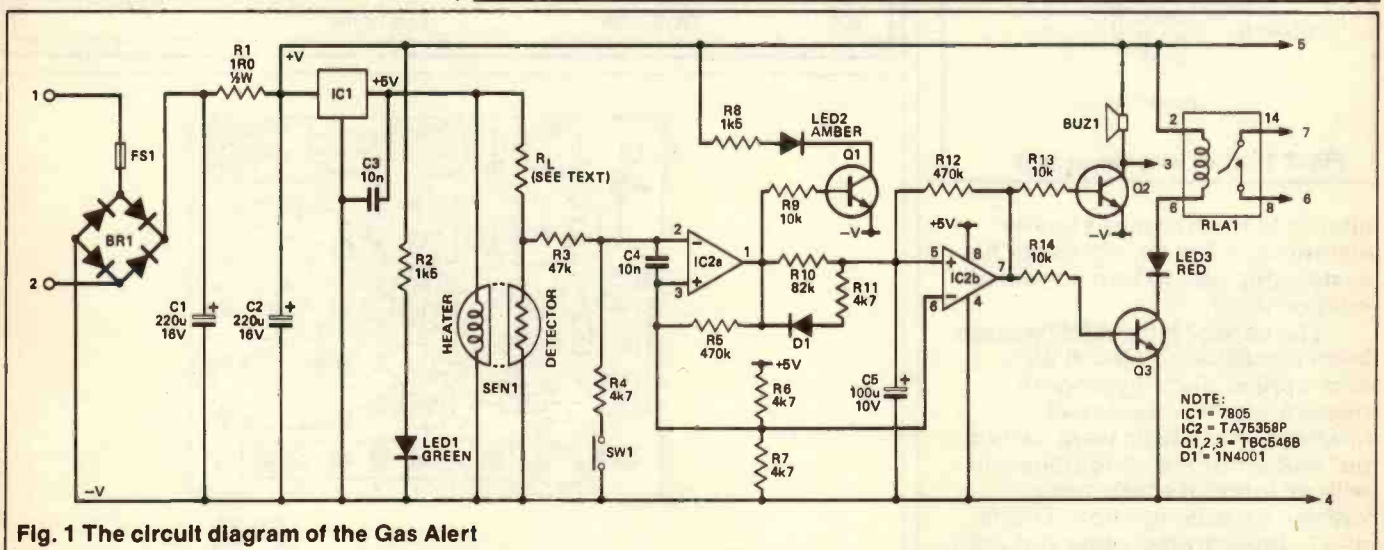 1
2
FS1
BR1
C1
220u
16V
R1
1R0
½W
C2
220u
16V
+V
IC1
+5V
C3
10n
R2
1k5
LED1
GREEN
RL
(SEE TEXT)
HEATER
DETECTOR
SEN1
R3
47k
R4
4k7
SW1
C4
10n
2
3
IC2a
1
R5
470k
R8
1k5
LED2
AMBER
Q1
R9
10k
-V
R10
82k
R11
4k7
D1
+5V
R6
4k7
R7
4k7
C5
100u
10V
R12
470k
+5V
5
6
8
4
7
IC2b
R13
10k
R14
10k
BUZ1
3
Q2
-V
LED3
RED
Q3
2
6
14
8
RLA1
5
7
6
NOTE:
IC1 = 7805
IC2 = TA75358P
Q1,2,3 = TBC546B
D1 = 1N4001
-V
4
Fig. 1 The circuit diagram of the Gas Alert